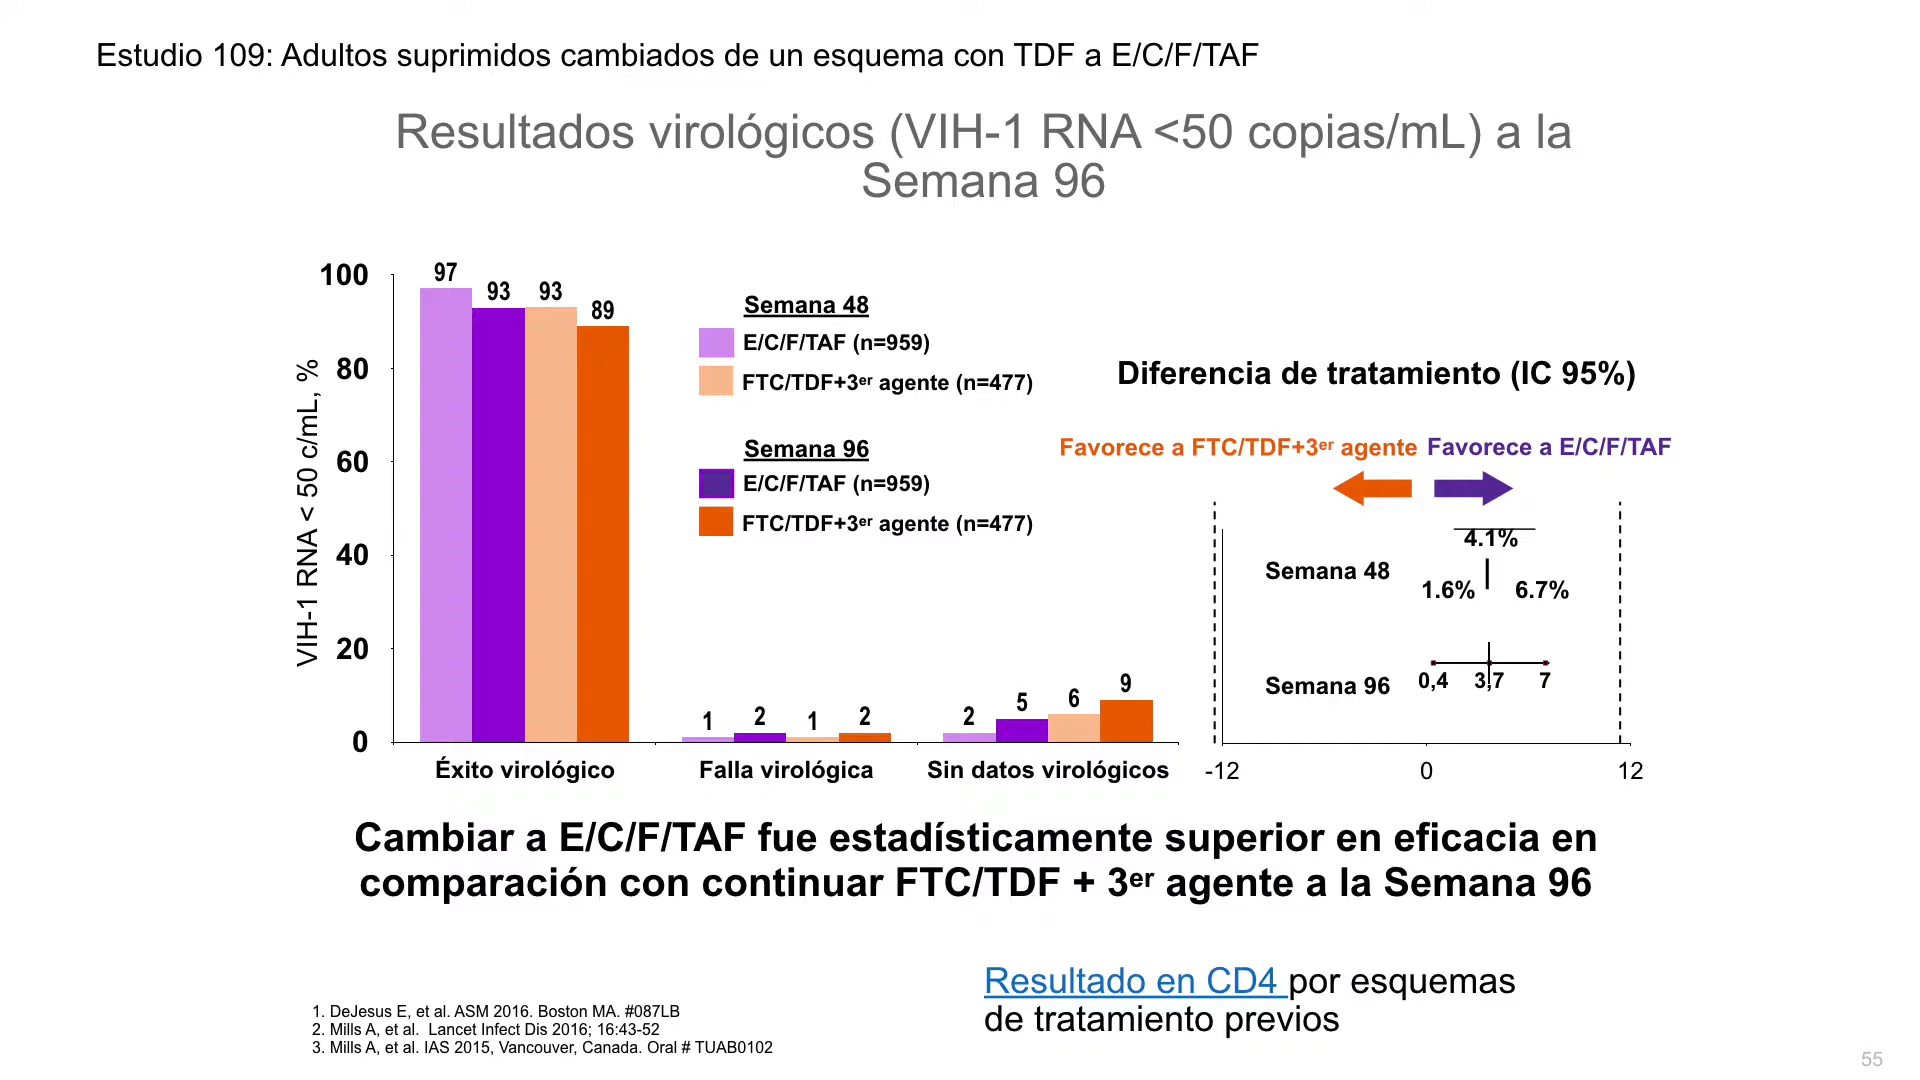 Estudio 109: Adultos suprimidos cambiados de un esquema con TDF a E/C/F/TAF
Resultados virológicos (VIH-1 RNA <50 copias/mL) a la
Semana 96
VIH-1 RNA < 50 c/mL, %
100
80
60
40
20
0
97
93
93
89
1
2
1
2
2
5
6
9
Éxito virológico
Falla virológica
Sin datos virológicos
Semana 48
E/C/F/TAF (n=959)
FTC/TDF+3er agente (n=477)
Semana 96
E/C/F/TAF (n=959)
FTC/TDF+3er agente (n=477)
Diferencia de tratamiento (IC 95%)
Favorece a FTC/TDF+3er agente
Favorece a E/C/F/TAF
Semana 48
4.1%
1.6%
6.7%
Semana 96
0,4
3,7
7
-12
0
12
Cambiar a E/C/F/TAF fue estadísticamente superior en eficacia en
comparación con continuar FTC/TDF + 3er agente a la Semana 96
Resultado en CD4 por esquemas
de tratamiento previos
1. DeJesus E, et al. ASM 2016. Boston MA. #087LB
2. Mills A, et al. Lancet Infect Dis 2016; 16:43-52
3. Mills A, et al. IAS 2015, Vancouver, Canada. Oral # TUAB0102
55